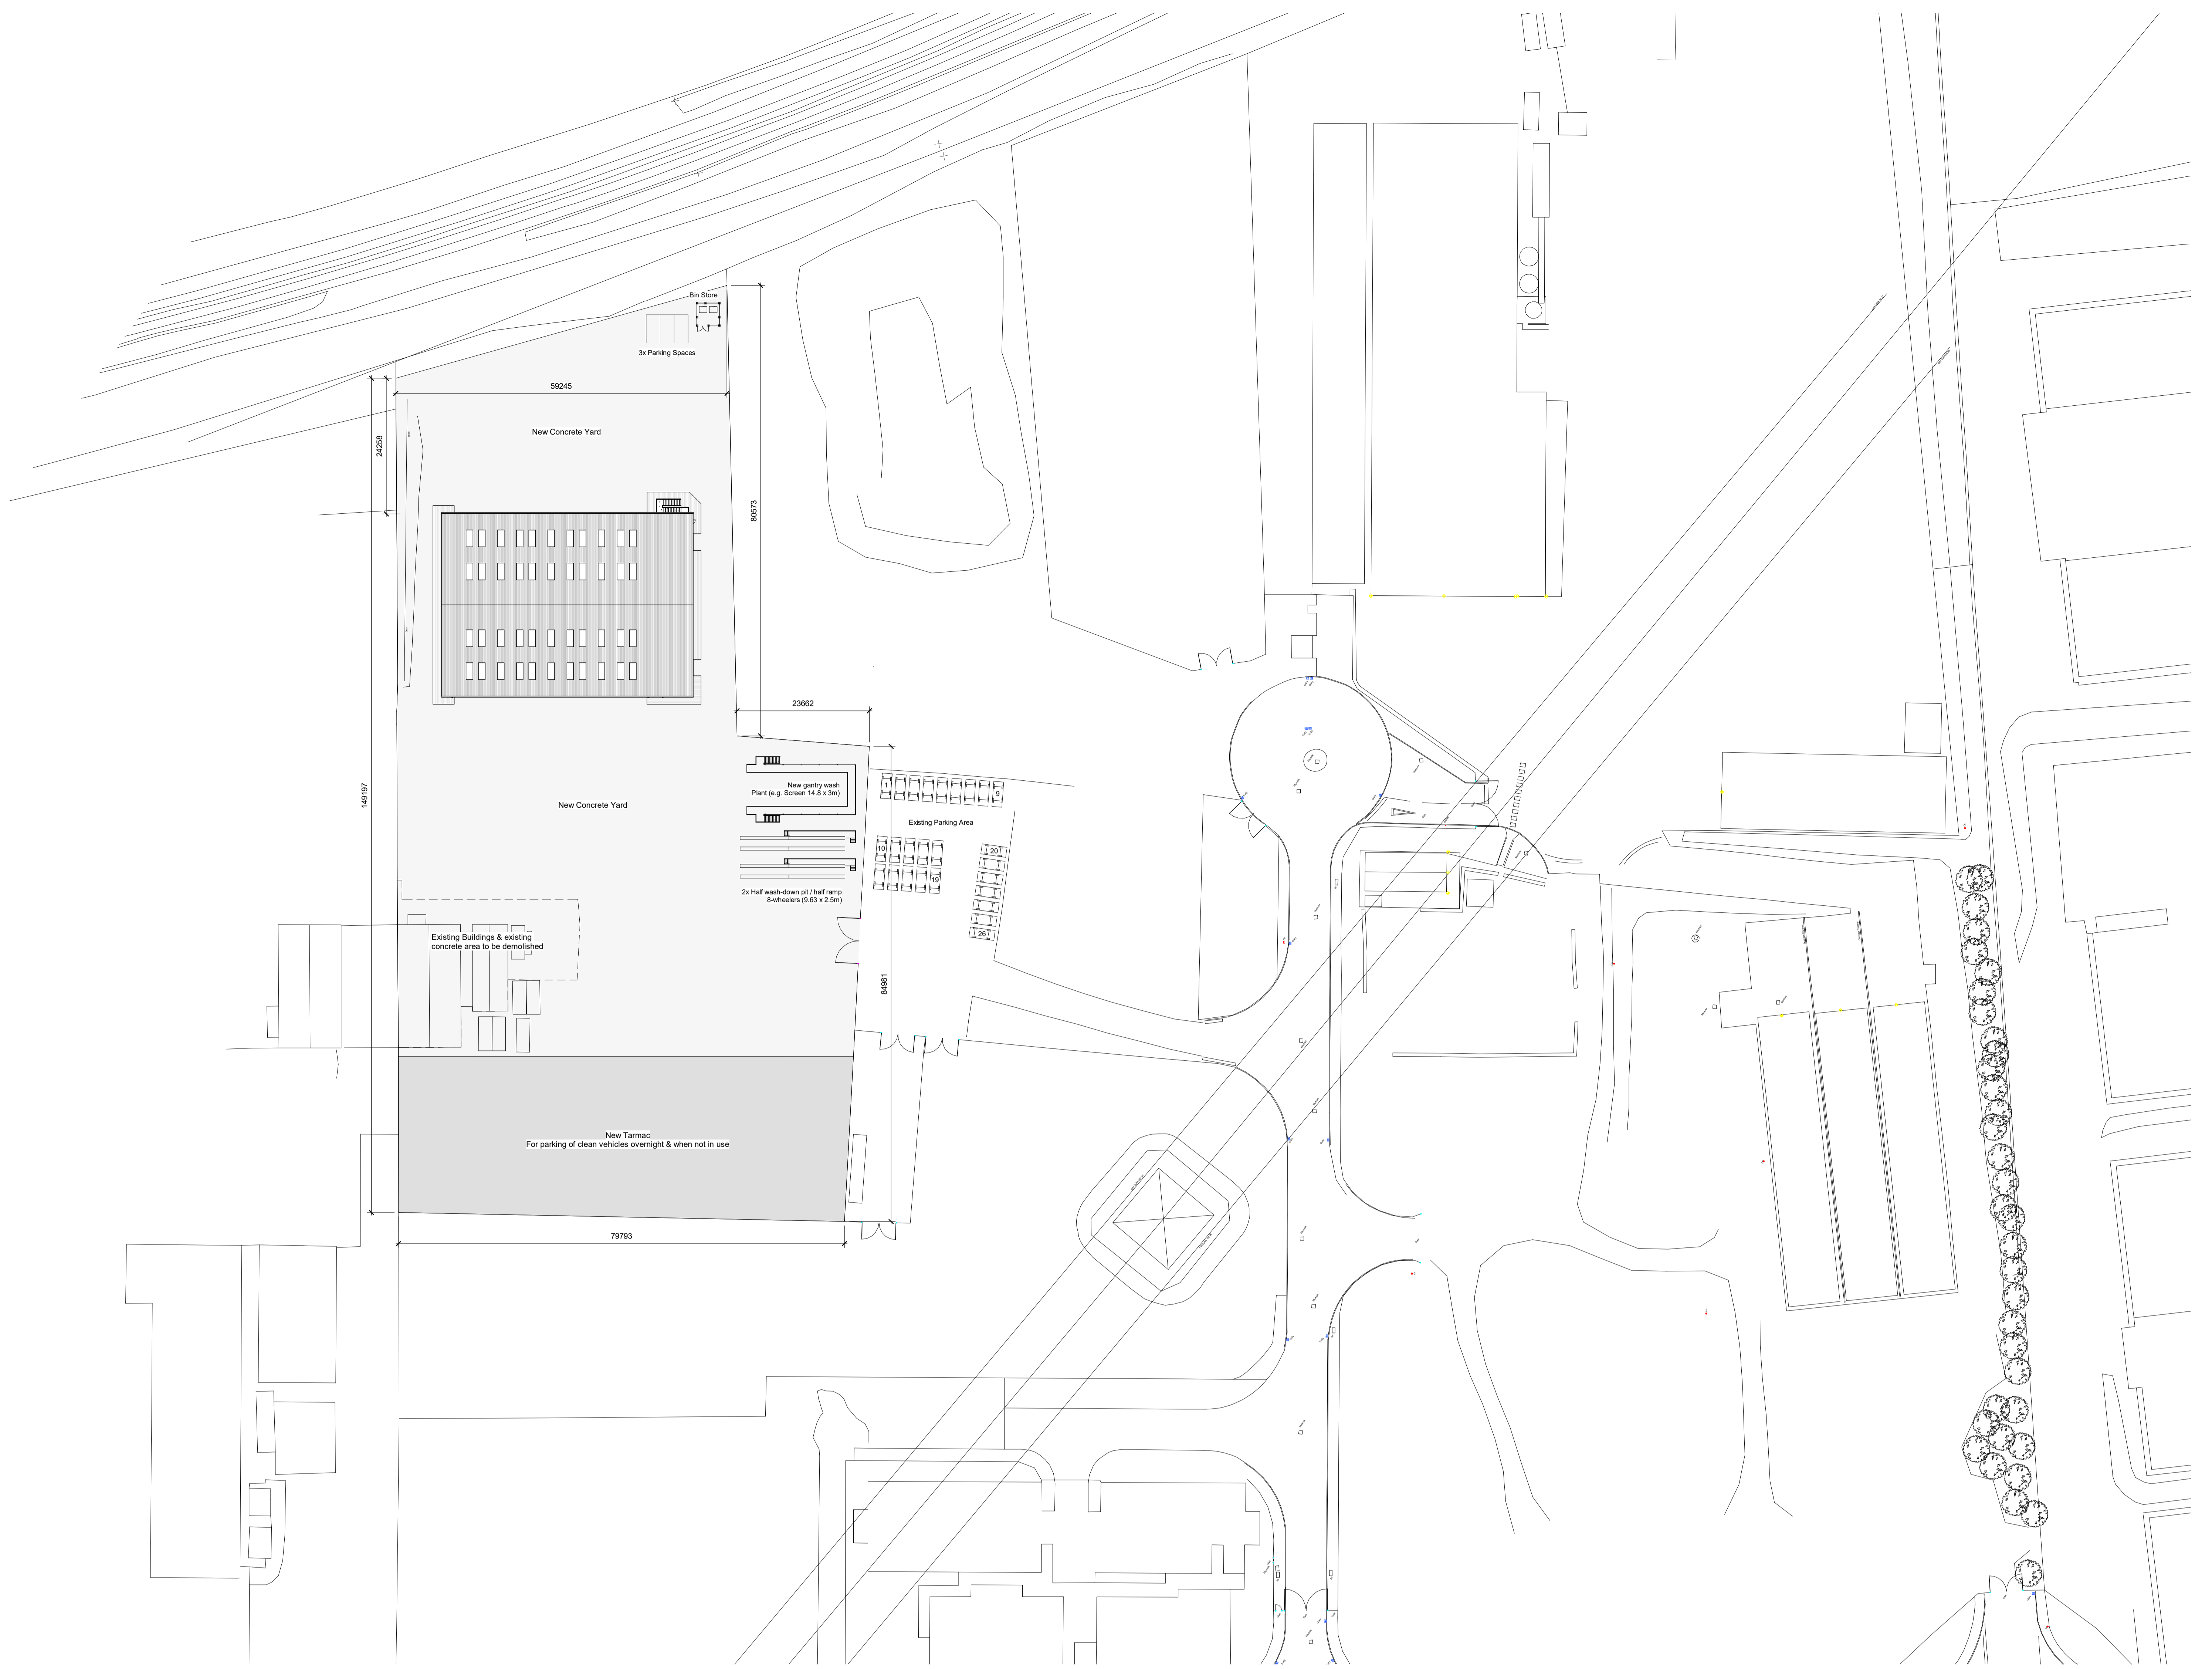 Bin Store
3x Parking Spaces
59245
New Concrete Yard
24258
80573
23662
149197
New gantry wash
Plant (e.g. Screen 14.8 x 3m)
1
9
New Concrete Yard
Existing Parking Area
10
20
19
2x Half wash-down pit / half ramp
8-wheelers (9.63 x 2.5m)
26
Existing Buildings & existing
concrete area to be demolished
84981
New Tarmac
For parking of clean vehicles overnight & when not in use
79793